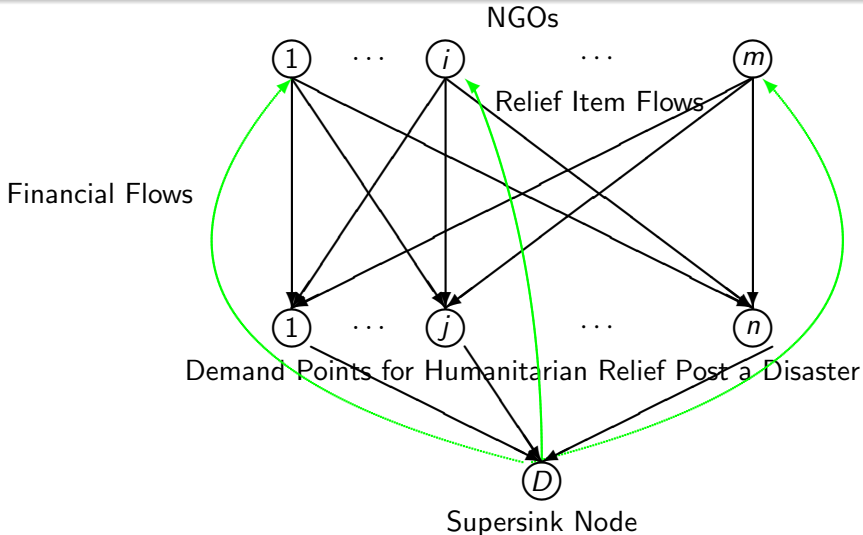 NGOs
1 ... i ... m
Relief Item Flows
Financial Flows
1 ... j ... n
Demand Points for Humanitarian Relief Post a Disaster
D
Supersink Node